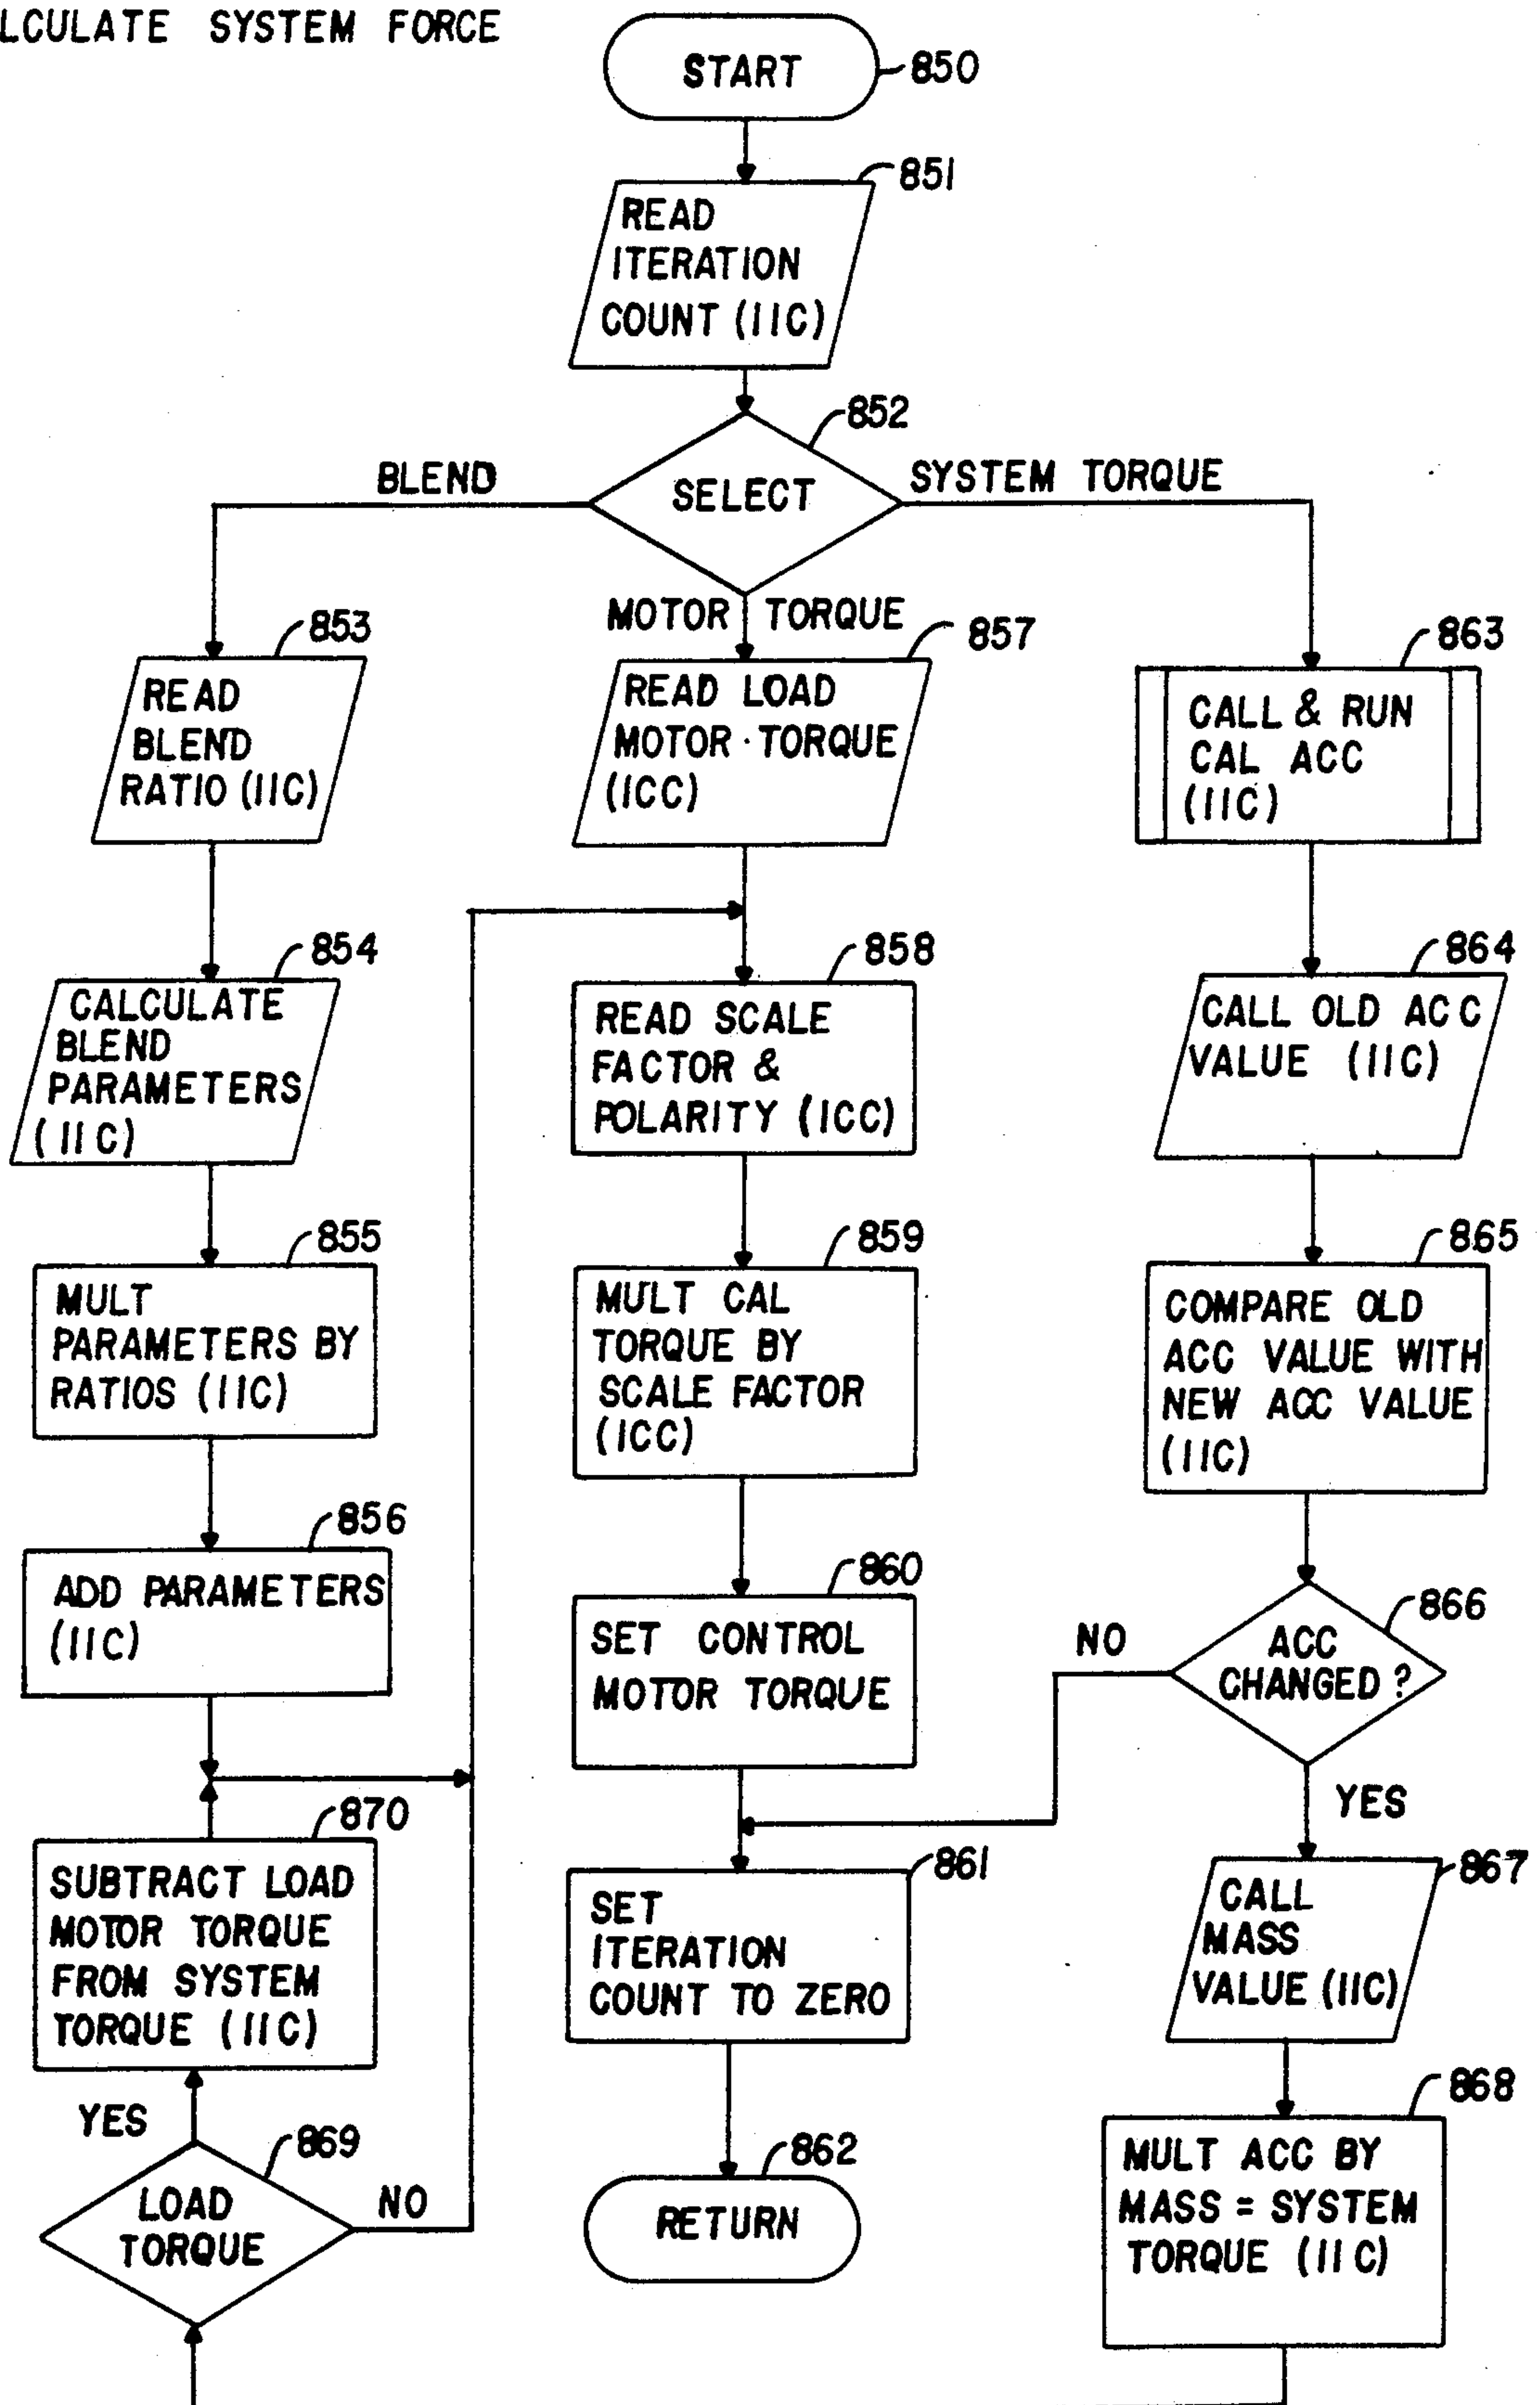 LCULATE SYSTEM FORCE
START
850
851
READ
ITERATION
COUNT (IIC)
852
SELECT
BLEND
SYSTEM TORQUE
MOTOR TORQUE
853
READ
BLEND
RATIO (IIC)
854
CALCULATE
BLEND
PARAMETERS
(IIC)
855
MULT
PARAMETERS BY
RATIOS (IIC)
856
ADD PARAMETERS
(IIC)
870
SUBTRACT LOAD
MOTOR TORQUE
FROM SYSTEM
TORQUE (IIC)
YES
869
LOAD
TORQUE
NO
857
READ LOAD
MOTOR TORQUE
(ICC)
858
READ SCALE
FACTOR &
POLARITY (ICC)
859
MULT CAL
TORQUE BY
SCALE FACTOR
(ICC)
860
SET CONTROL
MOTOR TORQUE
861
SET
ITERATION
COUNT TO ZERO
862
RETURN
863
CALL & RUN
CAL ACC
(IIC)
864
CALL OLD ACC
VALUE (IIC)
865
COMPARE OLD
ACC VALUE WITH
NEW ACC VALUE
(IIC)
866
ACC
CHANGED ?
NO
YES
867
CALL
MASS
VALUE (IIC)
868
MULT ACC BY
MASS = SYSTEM
TORQUE (IIC)